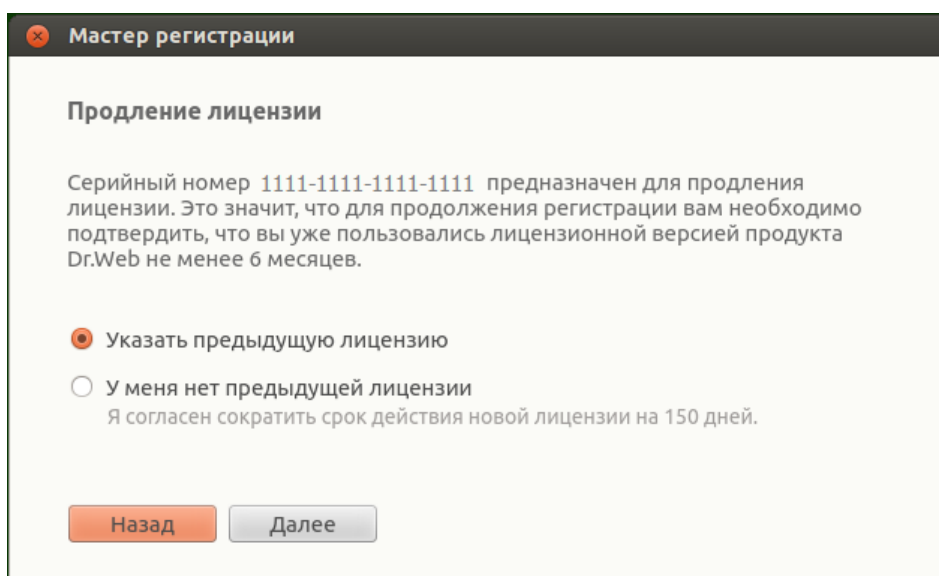 Мастер регистрации
Продление лицензии
Серийный номер 1111-1111-1111-1111 предназначен для продления
лицензии. Это значит, что для продолжения регистрации вам необходимо
подтвердить, что вы уже пользовались лицензионной версией продукта
Dr.Web не менее 6 месяцев.
Указать предыдущую лицензию
У меня нет предыдущей лицензии
Я согласен сократить срок действия новой лицензии на 150 дней.
Назад Далее